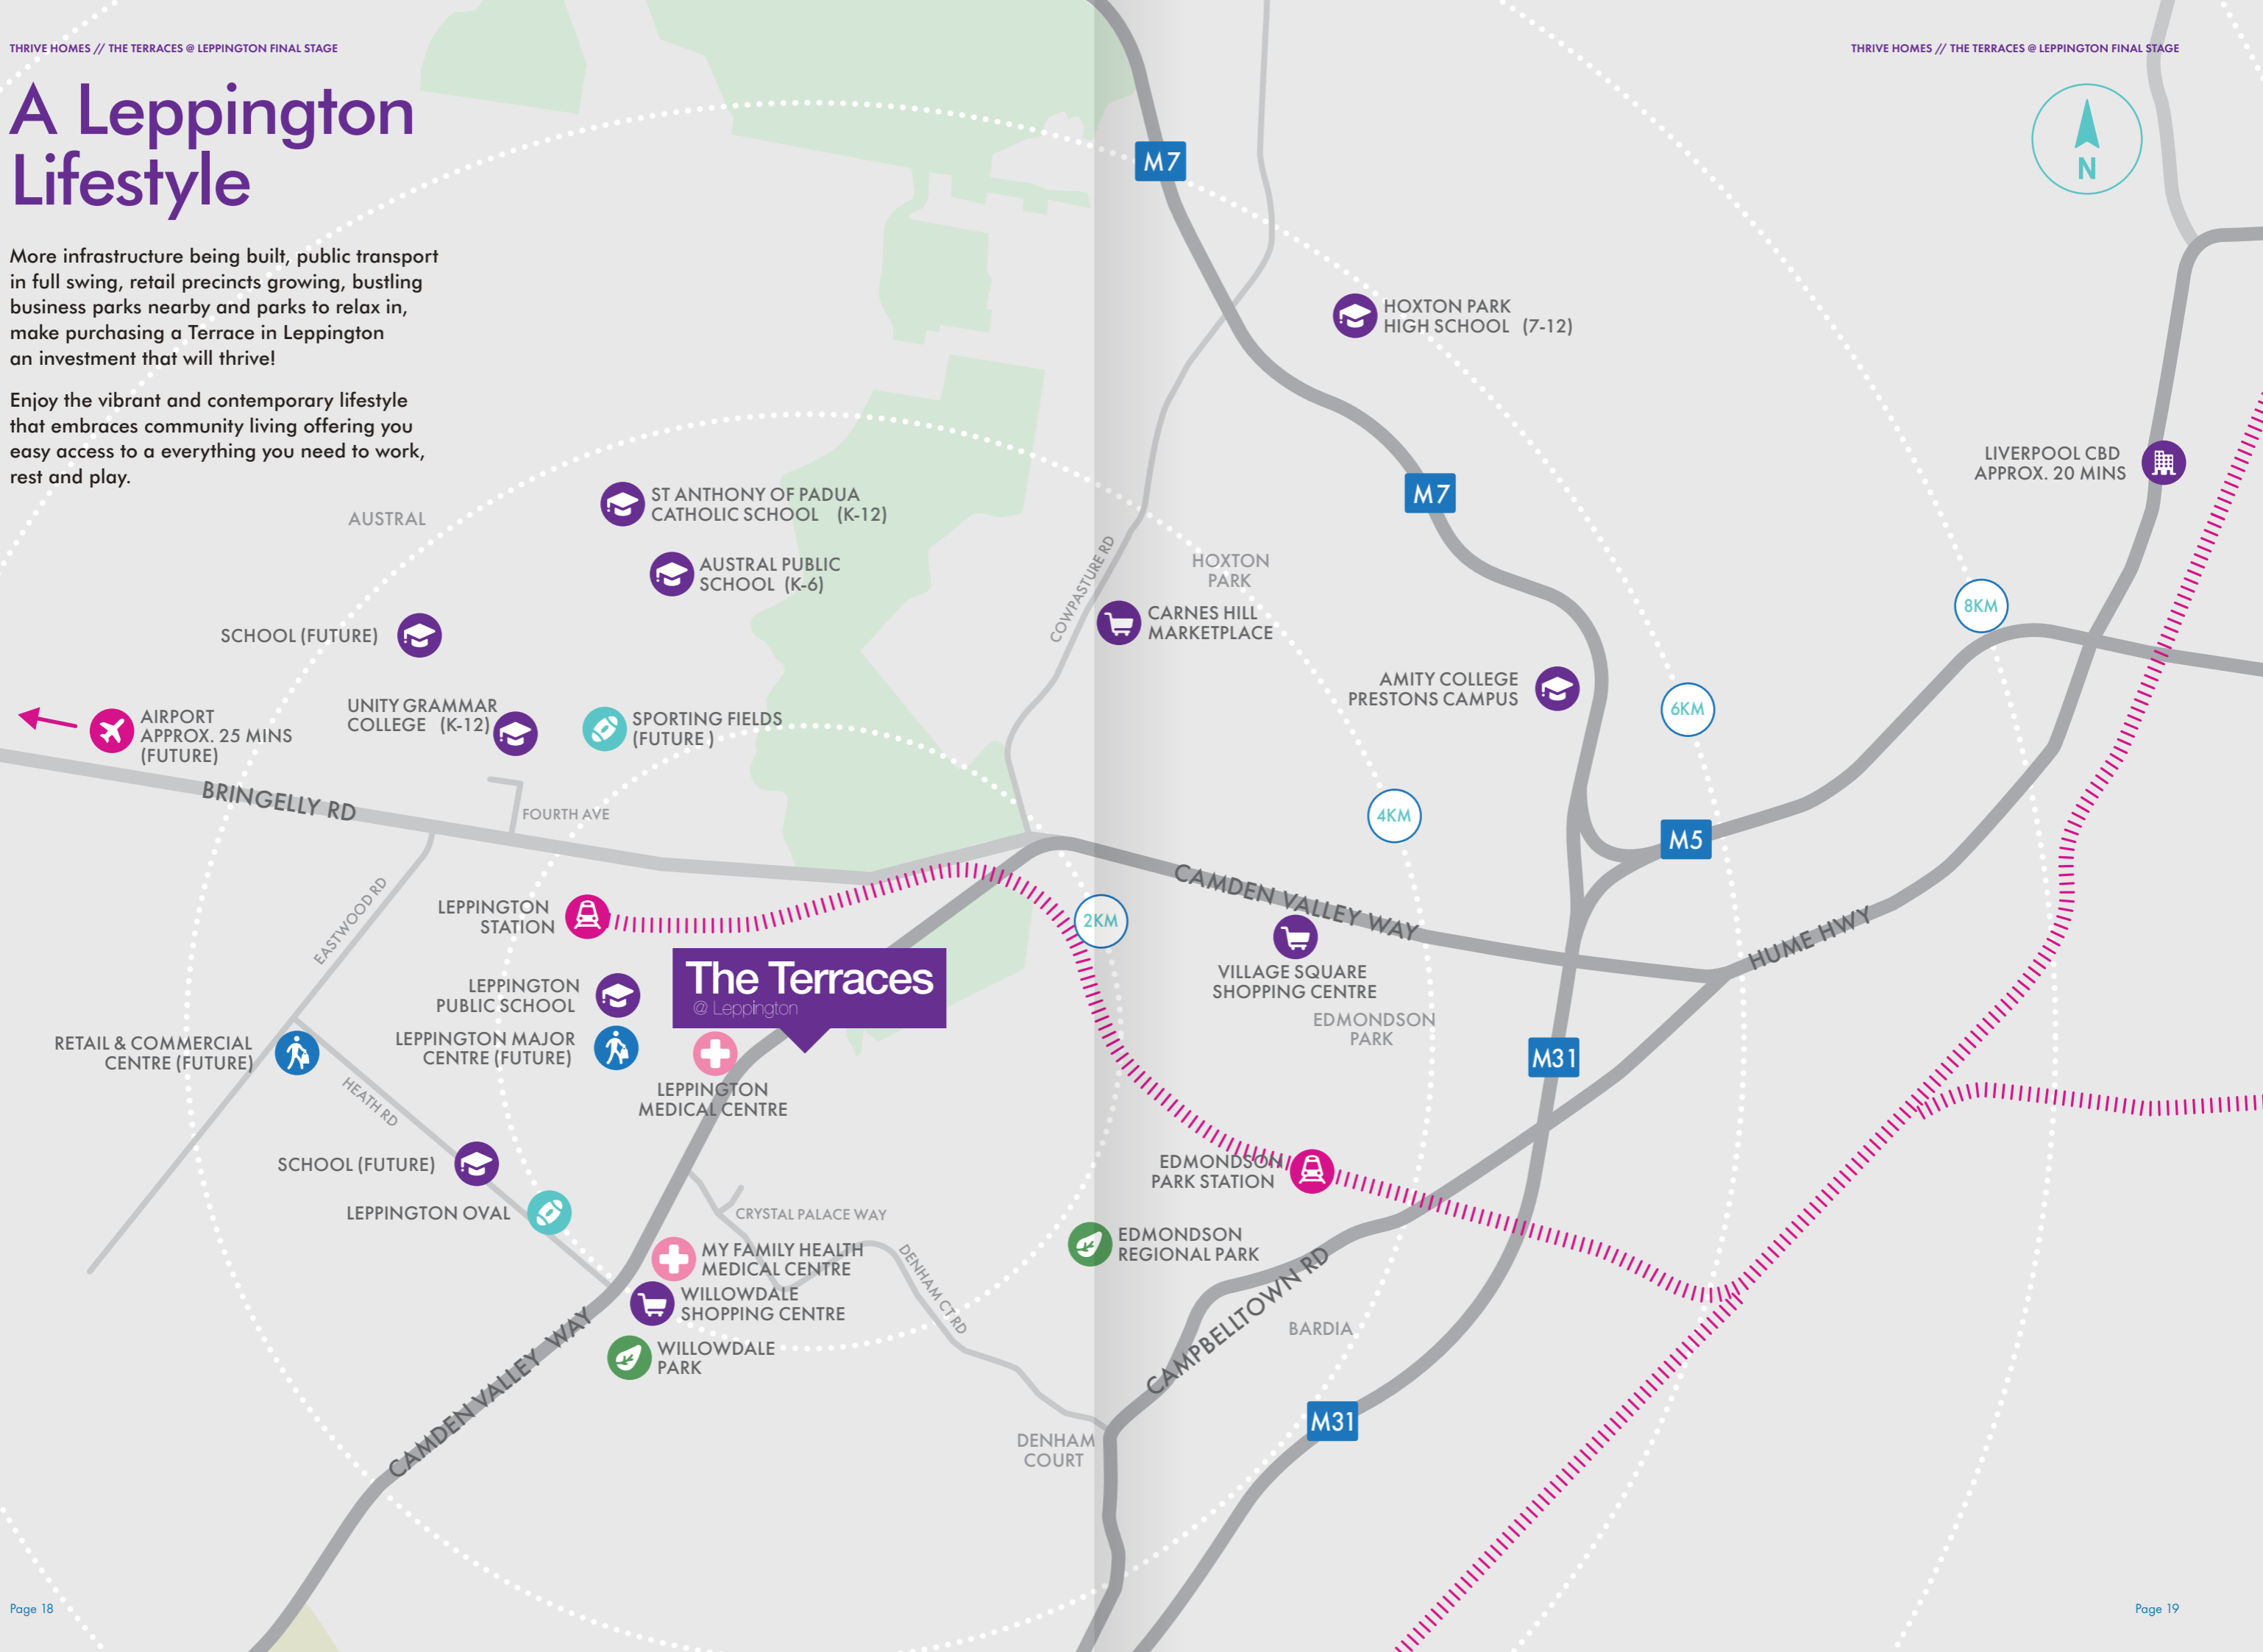 THRIVE HOMES // THE TERRACES @ LEPPINGTON FINAL STAGE
THRIVE HOMES // THE TERRACES @ LEPPINGTON FINAL STAGE
A Leppington
Lifestyle
More infrastructure being built, public transport
in full swing, retail precincts growing, bustling
business parks nearby and parks to relax in,
make purchasing a Terrace in Leppington
an investment that will thrive!
Enjoy the vibrant and contemporary lifestyle
that embraces community living offering you
easy access to a everything you need to work,
rest and play.
N
M7
HOXTON PARK
HIGH SCHOOL (7-12)
LIVERPOOL CBD
APPROX. 20 MINS
M7
ST ANTHONY OF PADUA
CATHOLIC SCHOOL (K-12)
AUSTRAL
AUSTRAL PUBLIC
SCHOOL (K-6)
COWPASTURE RD
HOXTON
PARK
CARNES HILL
MARKETPLACE
8KM
SCHOOL (FUTURE)
AMITY COLLEGE
PRESTONS CAMPUS
6KM
UNITY GRAMMAR
COLLEGE (K-12)
SPORTING FIELDS
(FUTURE )
AIRPORT
APPROX. 25 MINS
(FUTURE)
BRINGELLY RD
FOURTH AVE
4KM
M5
EASTWOOD RD
LEPPINGTON
STATION
2KM
CAMDEN VALLEY WAY
HUME HWY
The Terraces
@ Leppington
VILLAGE SQUARE
SHOPPING CENTRE
LEPPINGTON
PUBLIC SCHOOL
EDMONDSON
PARK
RETAIL & COMMERCIAL
CENTRE (FUTURE)
LEPPINGTON MAJOR
CENTRE (FUTURE)
M31
HEATH RD
LEPPINGTON
MEDICAL CENTRE
SCHOOL (FUTURE)
EDMONDSON
PARK STATION
LEPPINGTON OVAL
CRYSTAL PALACE WAY
MY FAMILY HEALTH
MEDICAL CENTRE
DENHAM CT RD
EDMONDSON
REGIONAL PARK
WILLOWDALE
SHOPPING CENTRE
CAMPBELLTOWN RD
BARDIA
WILLOWDALE
PARK
CAMDEN VALLEY WAY
M31
DENHAM
COURT
Page 18
Page 19